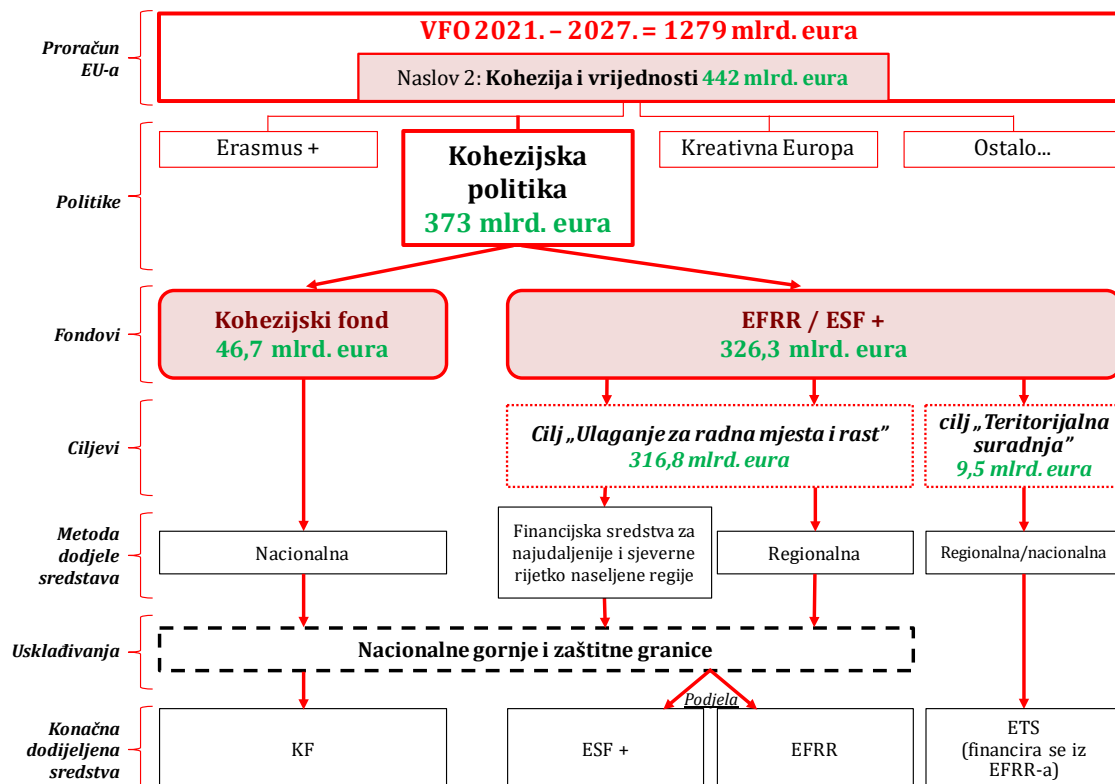 Proračun
EU-a
VFO 2021. – 2027. = 1279 mlrd. eura
Naslov 2: Kohezija i vrijednosti 442 mlrd. eura
Politike
Erasmus +
Kohezijska
politika
373 mlrd. eura
Kreativna Europa
Ostalo...
Fondovi
Kohezijski fond
46,7 mlrd. eura
EFRR / ESF +
326,3 mlrd. eura
Ciljevi
Cilj „Ulaganje za radna mjesta i rast”
316,8 mlrd. eura
cilj „Teritorijalna
suradnja”
9,5 mlrd. eura
Metoda
dodjele
sredstava
Nacionalna
Financijska sredstva za
najudaljenije i sjeverne
rijetko naseljene regije
Regionalna
Regionalna/nacionalna
Usklađivanja
Nacionalne gornje i zaštitne granice
Podjela
Konačna
dodijeljena
sredstva
KF
ESF +
EFRR
ETS
(financira se iz
EFRR-a)